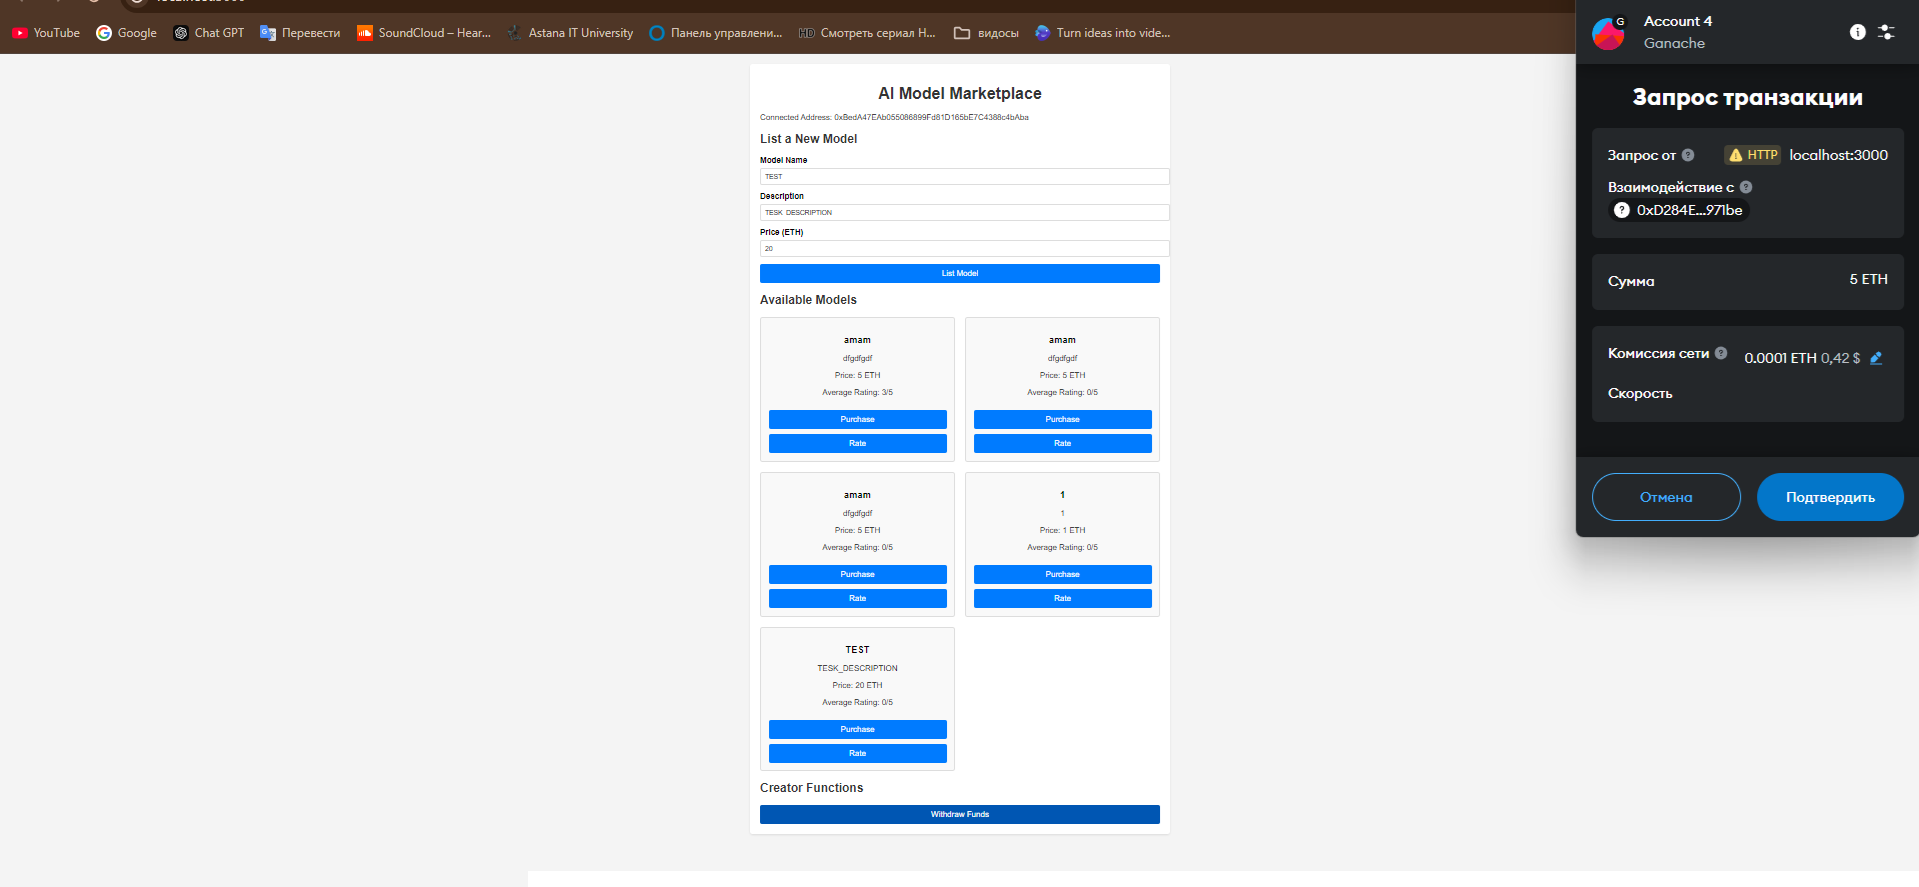 YouTube
Google
Chat GPT
Перевести
SoundCloud – Hear...
Astana IT University
Панель управлени...
HD Смотреть сериал Н...
видосы
Turn ideas into vide...
AI Model Marketplace
Connected Address: 0xBedA47EAb055086899Fd81D165bE7C4388c4bAba
List a New Model
Model Name
TEST
Description
TESK_DESCRIPTION
Price (ETH)
20
List Model
Available Models
amam
dfgdfgdf
Price: 5 ETH
Average Rating: 3/5
Purchase
Rate
amam
dfgdfgdf
Price: 5 ETH
Average Rating: 0/5
Purchase
Rate
amam
dfgdfgdf
Price: 5 ETH
Average Rating: 0/5
Purchase
Rate
1
1
Price: 1 ETH
Average Rating: 0/5
Purchase
Rate
TEST
TESK_DESCRIPTION
Price: 20 ETH
Average Rating: 0/5
Purchase
Rate
Creator Functions
Withdraw Funds
G
Account 4
Ganache
Запрос транзакции
Запрос от HTTP localhost:3000
Взаимодействие с
0xD284E...971be
Сумма 5 ETH
Комиссия сети 0.0001 ETH 0,42 $
Скорость
Отмена
Подтвердить